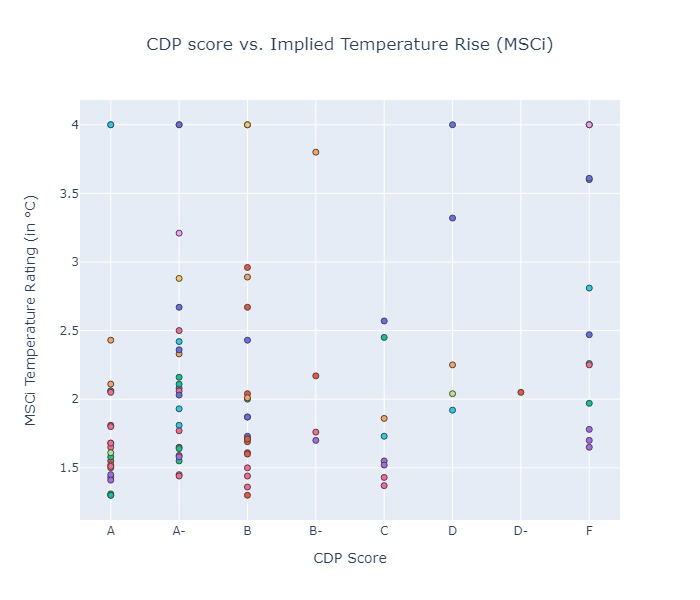 CDP score vs. Implied Temperature Rise (MSCi)
MSCi Temperature Rating (in °C)
4
3.5
3
2.5
2
1.5
A A- B B- C D D- F
CDP Score